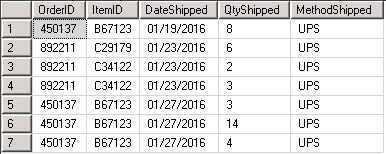 OrderID ItemID DateShipped QtyShipped MethodShipped
1 450137 B67123 01/19/2016 8 UPS
2 892211 C29179 01/23/2016 6 UPS
3 892211 C34122 01/23/2016 2 UPS
4 892211 C34122 01/23/2016 3 UPS
5 450137 B67123 01/27/2016 3 UPS
6 450137 B67123 01/27/2016 14 UPS
7 450137 B67123 01/27/2016 4 UPS